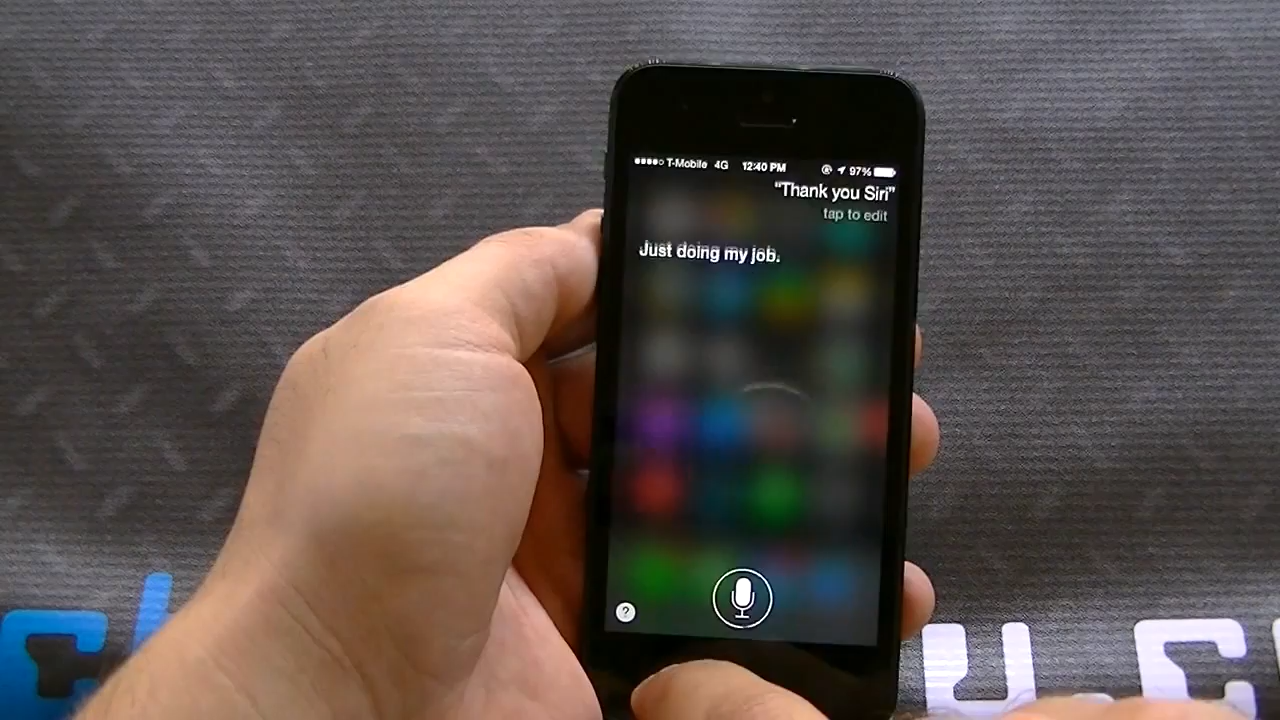 T-Mobile 4G 12:40 PM 97%
"Thank you Siri"
tap to edit
Just doing my job.
?